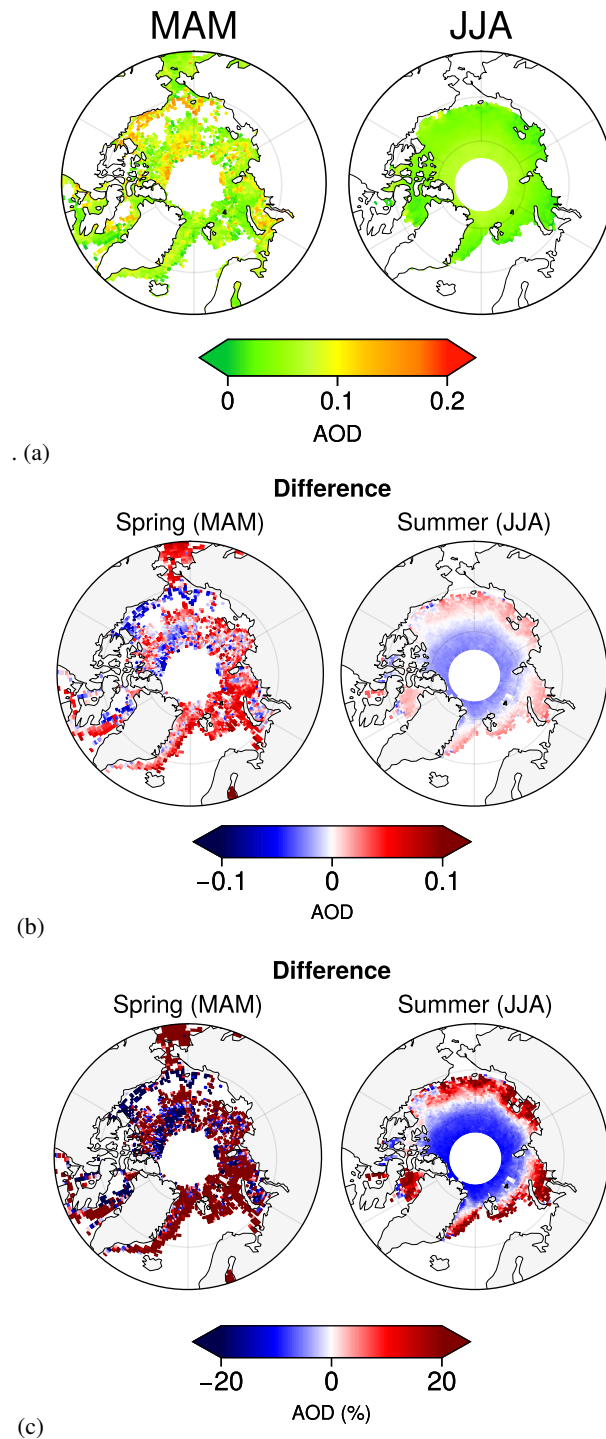 MAM JJA
0 0.1 0.2
AOD
. (a)
Difference
Spring (MAM) Summer (JJA)
−0.1 0 0.1
AOD
(b)
Difference
Spring (MAM) Summer (JJA)
−20 0 20
AOD (%)
(c)